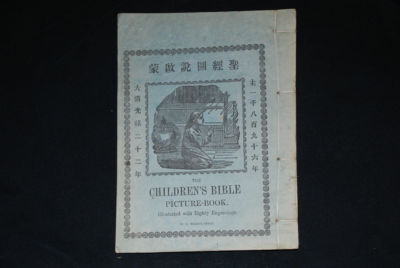 聖經圖說啟蒙
主一千八百九十六年
大清光緒二十二年
THE
CHILDREN'S BIBLE
PICTURE-BOOK.
Illustrated with Eighty Engravings.